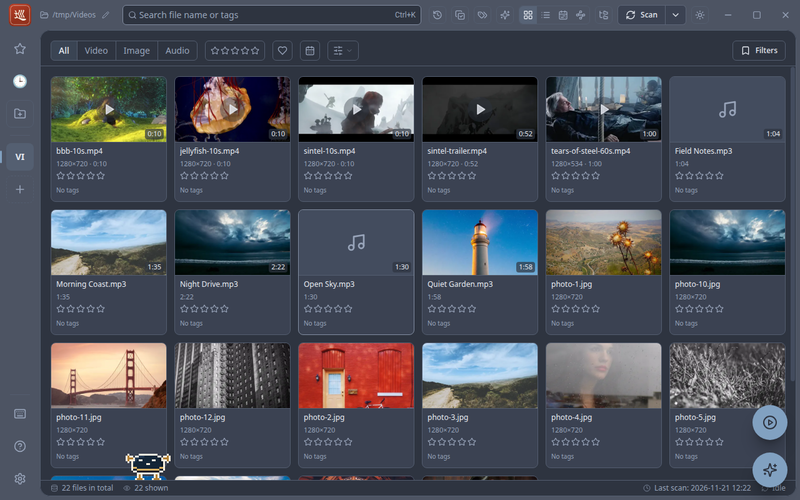 /tmp/Videos
Search file name or tags
Ctrl+K
Scan
All
Video
Image
Audio
Filters
VI
0:10
0:10
0:10
0:52
1:00
1:04
bbb-10s.mp4
jellyfish-10s.mp4
sintel-10s.mp4
sintel-trailer.mp4
tears-of-steel-60s.mp4
Field Notes.mp3
1280×720 · 0:10
1280×720 · 0:10
1280×720 · 0:10
1280×720 · 0:52
1280×534 · 1:00
1:04
No tags
No tags
No tags
No tags
No tags
No tags
1:35
2:22
1:30
1:58
Morning Coast.mp3
Night Drive.mp3
Open Sky.mp3
Quiet Garden.mp3
photo-1.jpg
photo-10.jpg
1:35
2:22
1:30
1:58
1280×720
1280×720
No tags
No tags
No tags
No tags
No tags
No tags
photo-11.jpg
photo-12.jpg
photo-2.jpg
photo-3.jpg
photo-4.jpg
photo-5.jpg
1280×720
1280×720
1280×720
1280×720
1280×720
1280×720
No tags
No tags
No tags
No tags
No tags
No tags
22 files in total
22 shown
Last scan: 2026-11-21 12:22
Idle